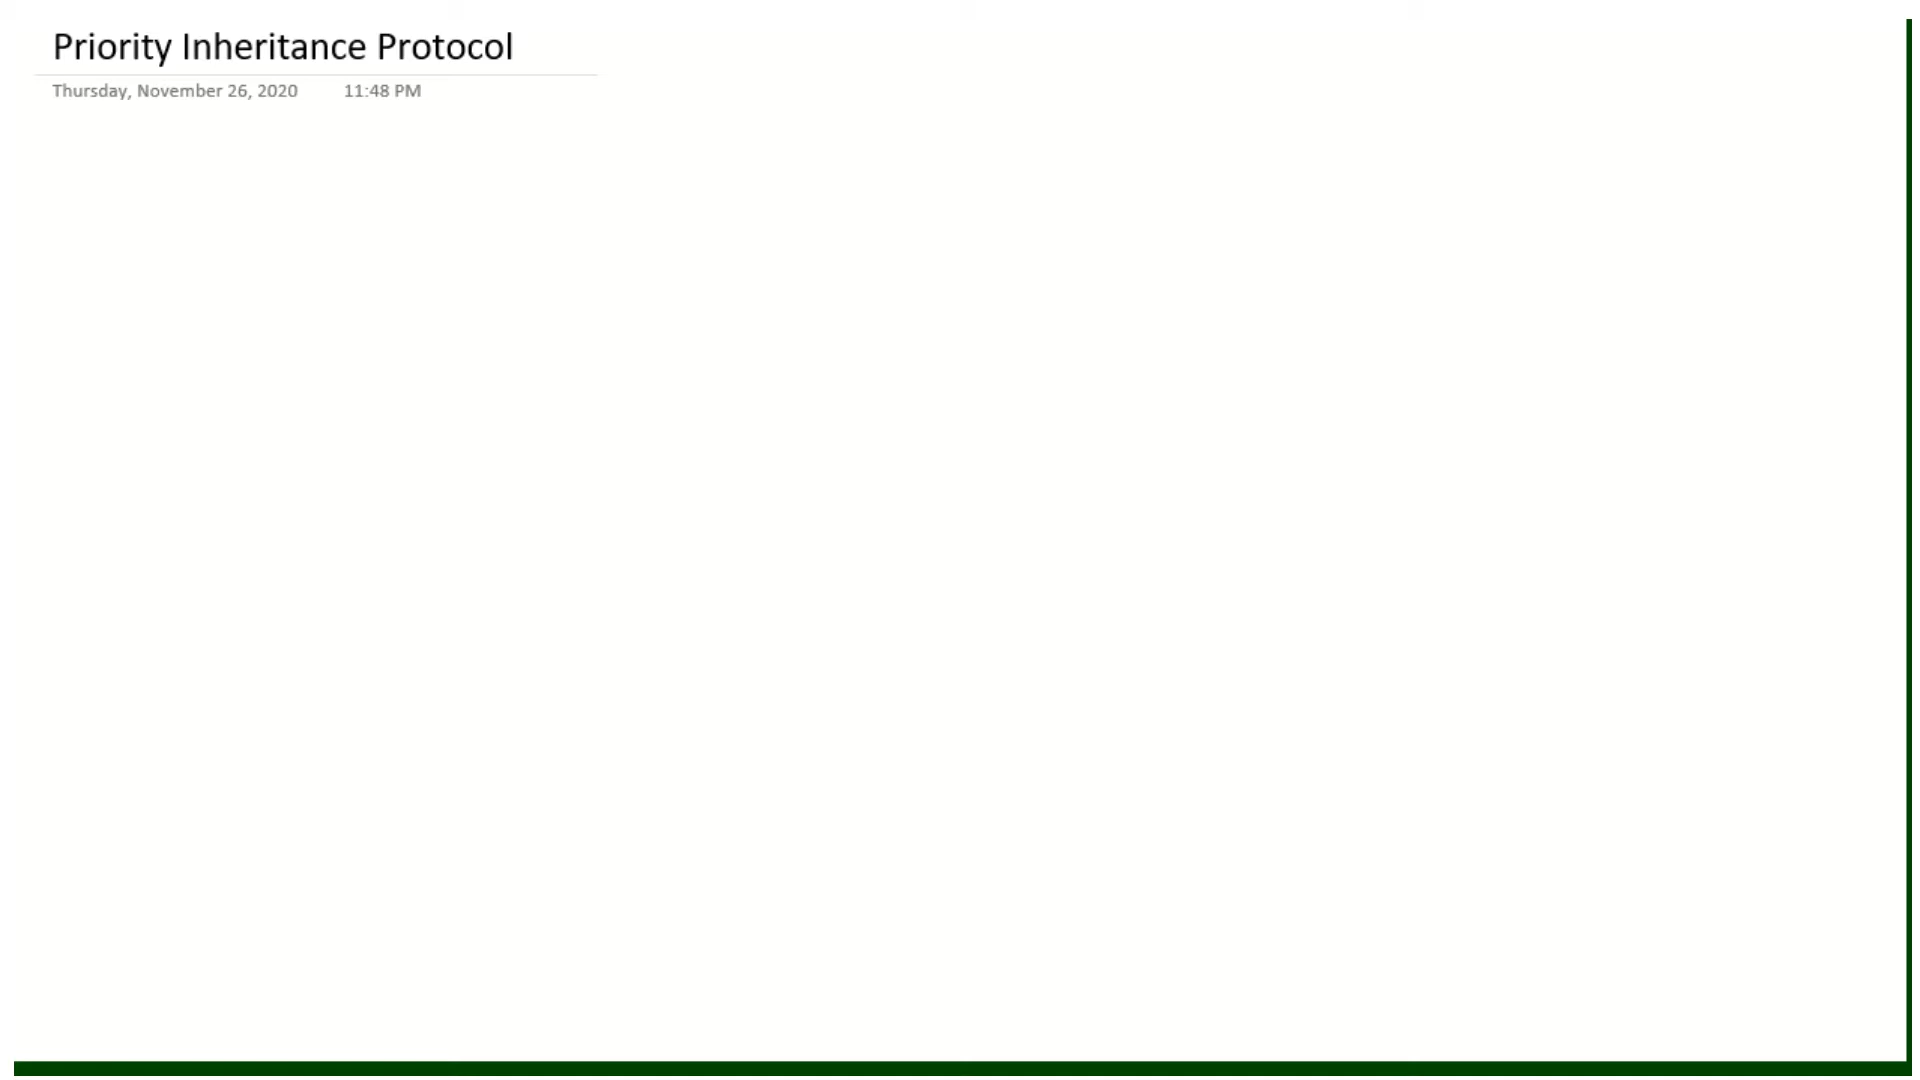 Priority Inheritance Protocol
Thursday, November 26, 2020 11:48 PM